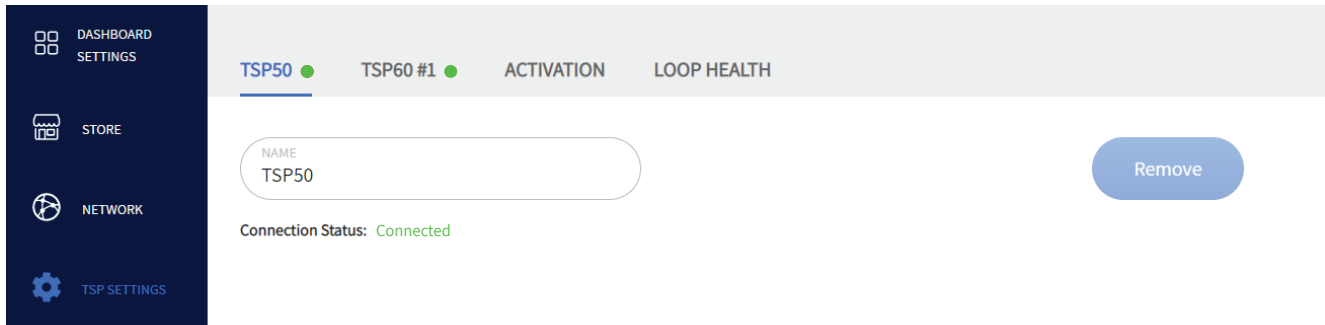 DASHBOARD
SETTINGS
STORE
NETWORK
TSP SETTINGS
TSP50
TSP60 #1
ACTIVATION
LOOP HEALTH
NAME
TSP50
Remove
Connection Status: Connected